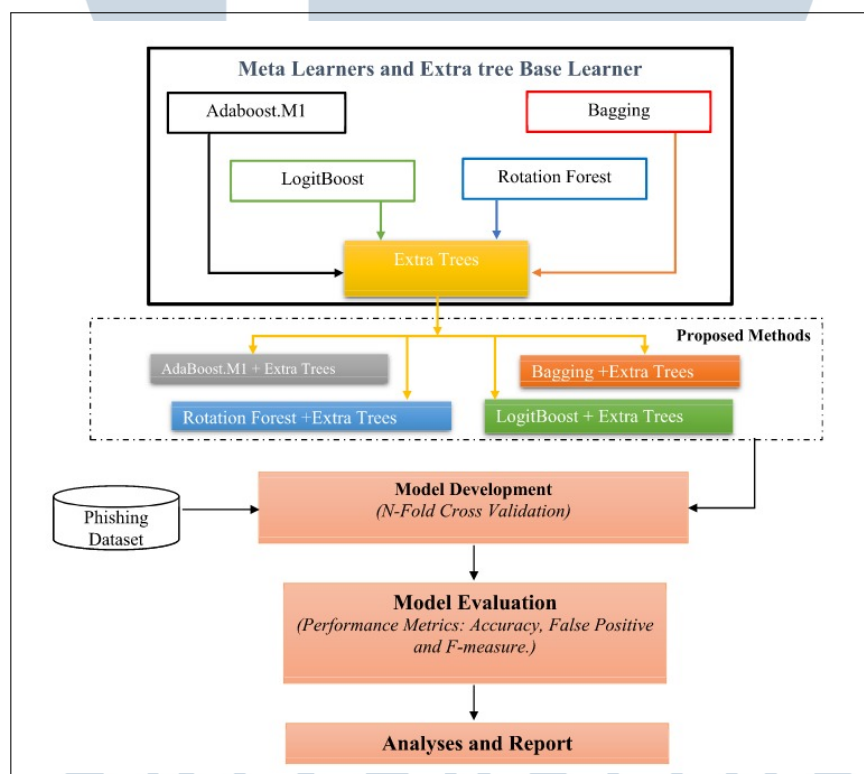 Meta Learners and Extra tree Base Learner
Adaboost.M1
Bagging
LogitBoost
Rotation Forest
Extra Trees
Proposed Methods
AdaBoost.M1 + Extra Trees
Bagging +Extra Trees
Rotation Forest +Extra Trees
LogitBoost + Extra Trees
Phishing
Dataset
Model Development
(N-Fold Cross Validation)
Model Evaluation
(Performance Metrics: Accuracy, False Positive
and F-measure.)
Analyses and Report